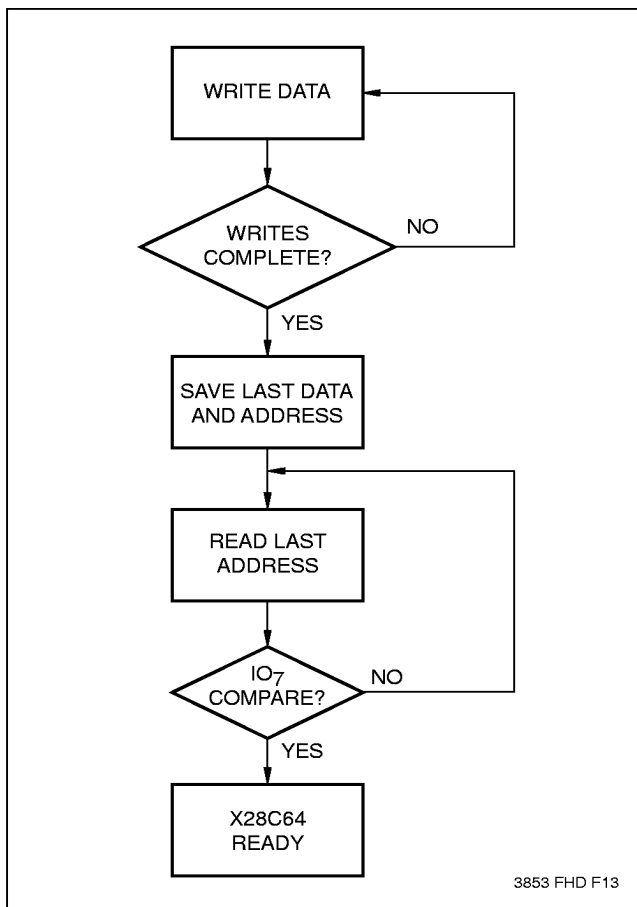 WRITE DATA
WRITES
COMPLETE?
NO
YES
SAVE LAST DATA
AND ADDRESS
READ LAST
ADDRESS
IO7
COMPARE?
NO
YES
X28C64
READY
3853 FHD F13